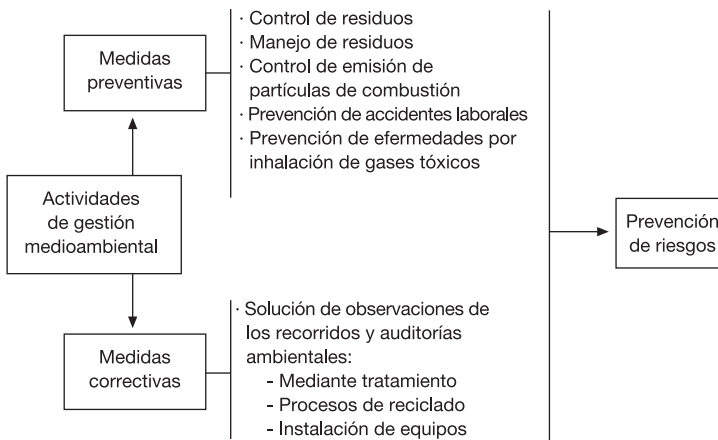 Actividades
de gestión
medioambiental
Medidas
preventivas
· Control de residuos
· Manejo de residuos
· Control de emisión de
partículas de combustión
· Prevención de accidentes laborales
· Prevención de efermedades por
inhalación de gases tóxicos
Medidas
correctivas
· Solución de observaciones de
los recorridos y auditorías
ambientales:
- Mediante tratamiento
- Procesos de reciclado
- Instalación de equipos
Prevención
de riesgos